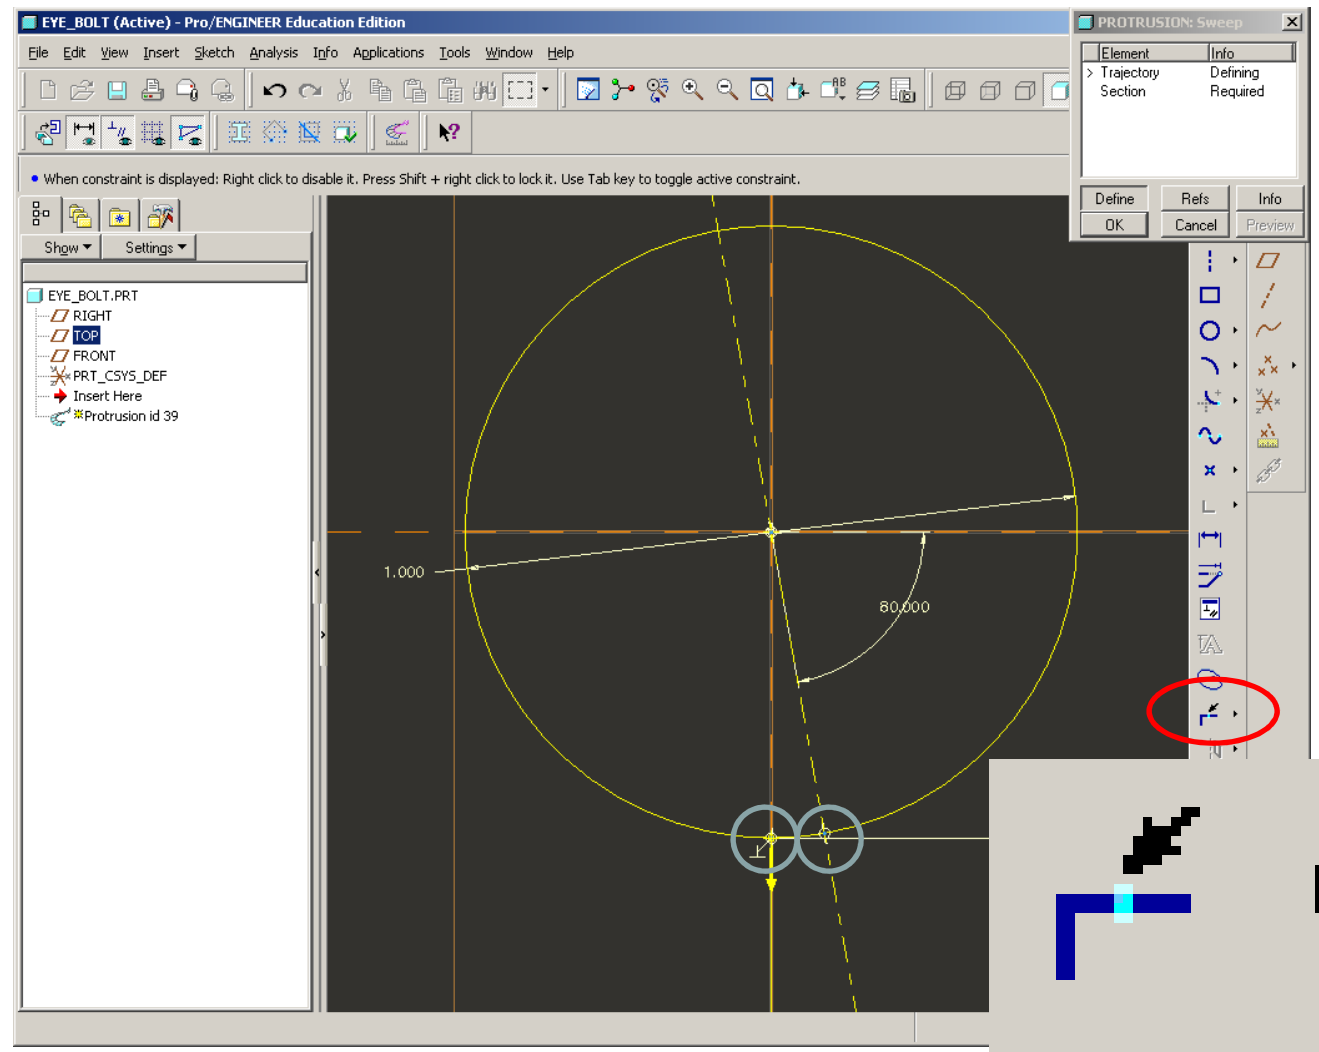 EYE_BOLT (Active) - Pro/ENGINEER Education Edition
PROTRUSION: Sweep
File Edit View Insert Sketch Analysis Info Applications Tools Window Help
Element Info
> Trajectory Defining
Section Required
• When constraint is displayed: Right click to disable it. Press Shift + right click to lock it. Use Tab key to toggle active constraint.
Define Refs Info
OK Cancel Preview
Show Settings
EYE_BOLT.PRT
RIGHT
TOP
FRONT
PRT_CSYS_DEF
Insert Here
Protrusion id 39
1.000
80.000